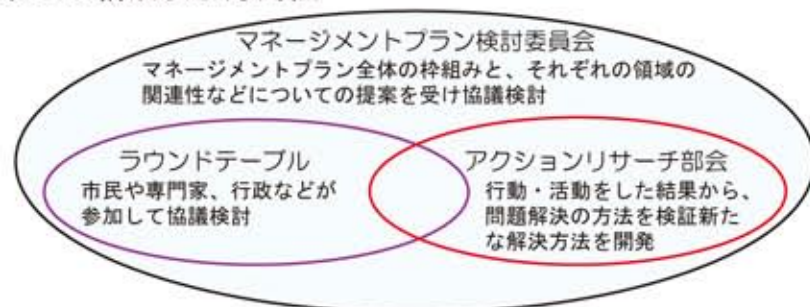 マネージメントプラン検討委員会
マネージメントプラン全体の枠組みと、それぞれの領域の
関連性などについての提案を受け協議検討
ラウンドテーブル
市民や専門家、行政などが
参加して協議検討
アクションリサーチ部会
行動・活動をした結果から、
問題解決の方法を検証新た
な解決方法を開発